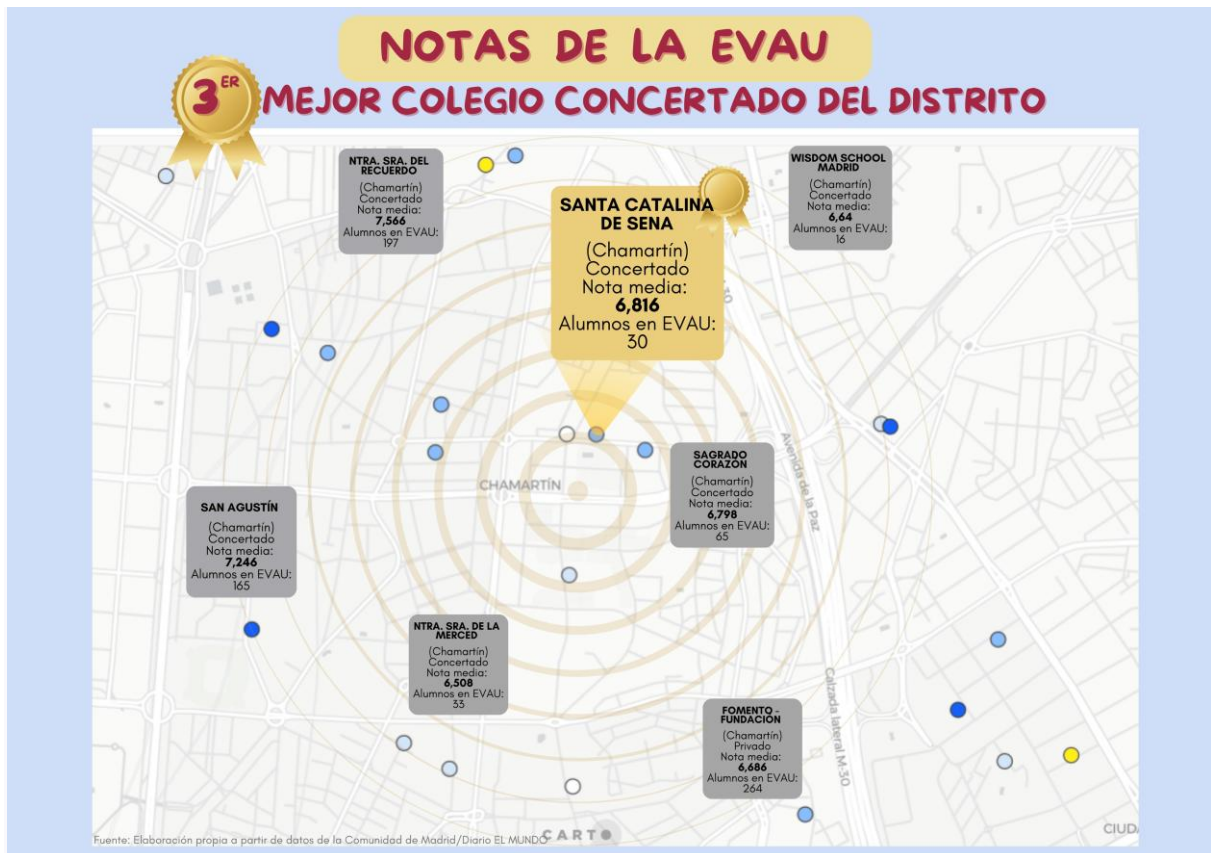 NOTAS DE LA EVAU
3ER MEJOR COLEGIO CONCERTADO DEL DISTRITO
NTRA. SRA. DEL
RECUERDO
(Chamartín)
Concertado
Nota media:
7,566
Alumnos en EVAU:
197
SANTA CATALINA
DE SENA
(Chamartín)
Concertado
Nota media:
6,816
Alumnos en EVAU:
30
WISDOM SCHOOL
MADRID
(Chamartín)
Concertado
Nota media:
6,64
Alumnos en EVAU:
16
30
SAGRADO
CORAZÓN
(Chamartín)
Concertado
Nota media:
6,798
Alumnos en EVAU:
65
Avenida de la Paz
CHAMARTÍN
SAN AGUSTÍN
(Chamartín)
Concertado
Nota media:
7,246
Alumnos en EVAU:
165
NTRA. SRA. DE LA
MERCED
(Chamartín)
Concertado
Nota media:
6,508
Alumnos en EVAU:
33
FOMENTO -
FUNDACIÓN
(Chamartín)
Privado
Nota media:
6,686
Alumnos en EVAU:
264
Calzada lateral M-30
CIUD
Fuente: Elaboración propia a partir de datos de la Comunidad de Madrid/Diario EL MUNDO
CARTO